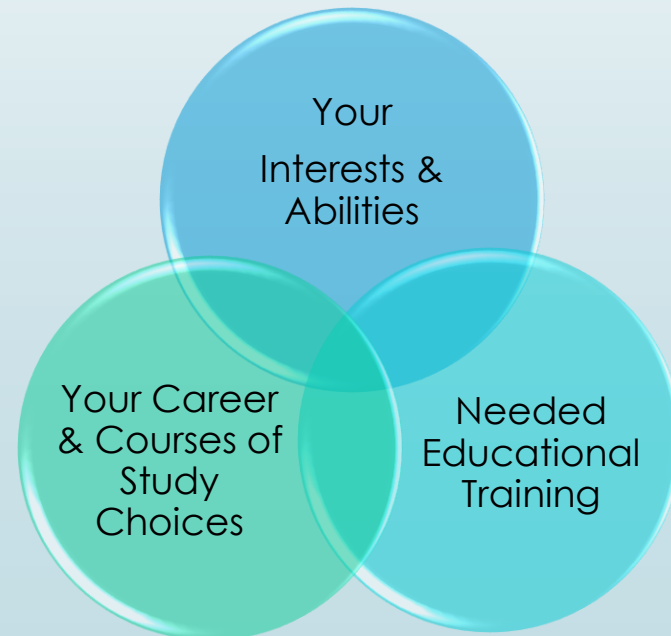 Your
Interests &
Abilities
Your Career
& Courses of
Study
Choices
Needed
Educational
Training